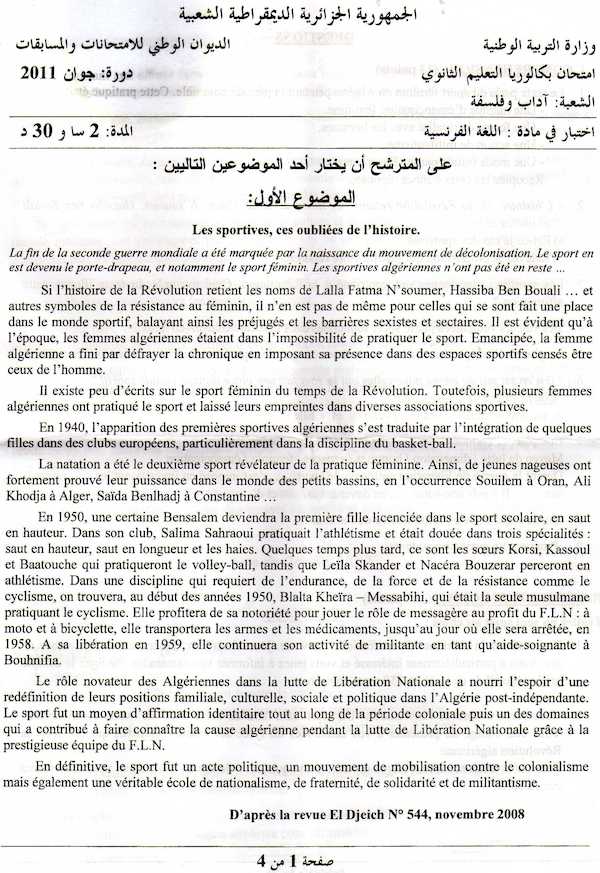 الجمهورية الجزائرية الديمقراطية الشعبية
وزارة التربية الوطنية الديوان الوطني للامتحانات والمسابقات
امتحان بكالوريا التعليم الثانوي دورة: جوان 2011
الشعبة: آداب وفلسفة
اختبار في مادة : اللغة الفرنسية المدة: 2 سا و 30 د
على المترشح أن يختار أحد الموضوعين التاليين :
الموضوع الأول:
Les sportives, ces oubliées de l'histoire.
La fin de la seconde guerre mondiale a été marquée par la naissance du mouvement de décolonisation. Le sport en
est devenu le porte-drapeau, et notamment le sport féminin. Les sportives algériennes n'ont pas été en reste ...
Si l'histoire de la Révolution retient les noms de Lalla Fatma N'soumer, Hassiba Ben Bouali … et
autres symboles de la résistance au féminin, il n'en est pas de même pour celles qui se sont fait une place
dans le monde sportif, balayant ainsi les préjugés et les barrières sexistes et sectaires. Il est évident qu'à
l'époque, les femmes algériennes étaient dans l'impossibilité de pratiquer le sport. Emancipée, la femme
algérienne a fini par défrayer la chronique en imposant sa présence dans des espaces sportifs censés être
ceux de l'homme.
Il existe peu d'écrits sur le sport féminin du temps de la Révolution. Toutefois, plusieurs femmes
algériennes ont pratiqué le sport et laissé leurs empreintes dans diverses associations sportives.
En 1940, l'apparition des premières sportives algériennes s'est traduite par l'intégration de quelques
filles dans des clubs européens, particulièrement dans la discipline du basket-ball.
La natation a été le deuxième sport révélateur de la pratique féminine. Ainsi, de jeunes nageuses ont
fortement prouvé leur puissance dans le monde des petits bassins, en l'occurrence Souilem à Oran, Ali
Khodja à Alger, Saïda Benlhadj à Constantine …
En 1950, une certaine Bensalem deviendra la première fille licenciée dans le sport scolaire, en saut
en hauteur. Dans son club, Salima Sahraoui pratiquait l'athlétisme et était douée dans trois spécialités :
saut en hauteur, saut en longueur et les haies. Quelques temps plus tard, ce sont les sœurs Korsi, Kassoul
et Baatouche qui pratiqueront le volley-ball, tandis que Leïla Skander et Nacéra Bouzerar perceront en
athlétisme. Dans une discipline qui requiert de l'endurance, de la force et de la résistance comme le
cyclisme, on trouvera, au début des années 1950, Blalta Kheïra – Messabihi, qui était la seule musulmane
pratiquant le cyclisme. Elle profitera de sa notoriété pour jouer le rôle de messagère au profit du F.L.N : à
moto et à bicyclette, elle transportera les armes et les médicaments, jusqu'au jour où elle sera arrêtée, en
1958. A sa libération en 1959, elle continuera son activité de militante en tant qu'aide-soignante à
Bouhnifia.
Le rôle novateur des Algériennes dans la lutte de Libération Nationale a nourri l'espoir d'une
redéfinition de leurs positions familiale, culturelle, sociale et politique dans l'Algérie post-indépendante.
Le sport fut un moyen d'affirmation identitaire tout au long de la période coloniale puis un des domaines
qui a contribué à faire connaître la cause algérienne pendant la lutte de Libération Nationale grâce à la
prestigieuse équipe du F.L.N.
En définitive, le sport fut un acte politique, un mouvement de mobilisation contre le colonialisme
mais également une véritable école de nationalisme, de fraternité, de solidarité et de militantisme.
D'après la revue El Djeich N° 544, novembre 2008
صفحة 1 من 4